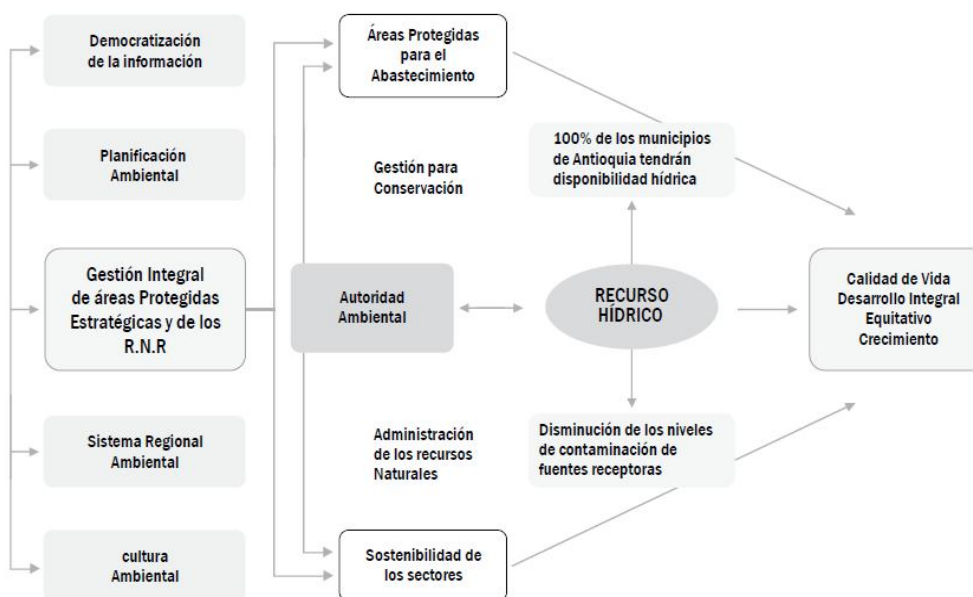 Democratización
de la información
Planificación
Ambiental
Gestión Integral
de áreas Protegidas
Estratégicas y de los
R.N.R
Sistema Regional
Ambiental
cultura
Ambiental
Áreas Protegidas
para el
Abastecimiento
Gestión para
Conservación
Autoridad
Ambiental
Administración
de los recursos
Naturales
Sostenibilidad de
los sectores
100% de los municipios
de Antioquia tendrán
disponibilidad hídrica
RECURSO
HÍDRICO
Disminución de los niveles
de contaminación de
fuentes receptoras
Calidad de Vida
Desarrollo Integral
Equitativo
Crecimiento